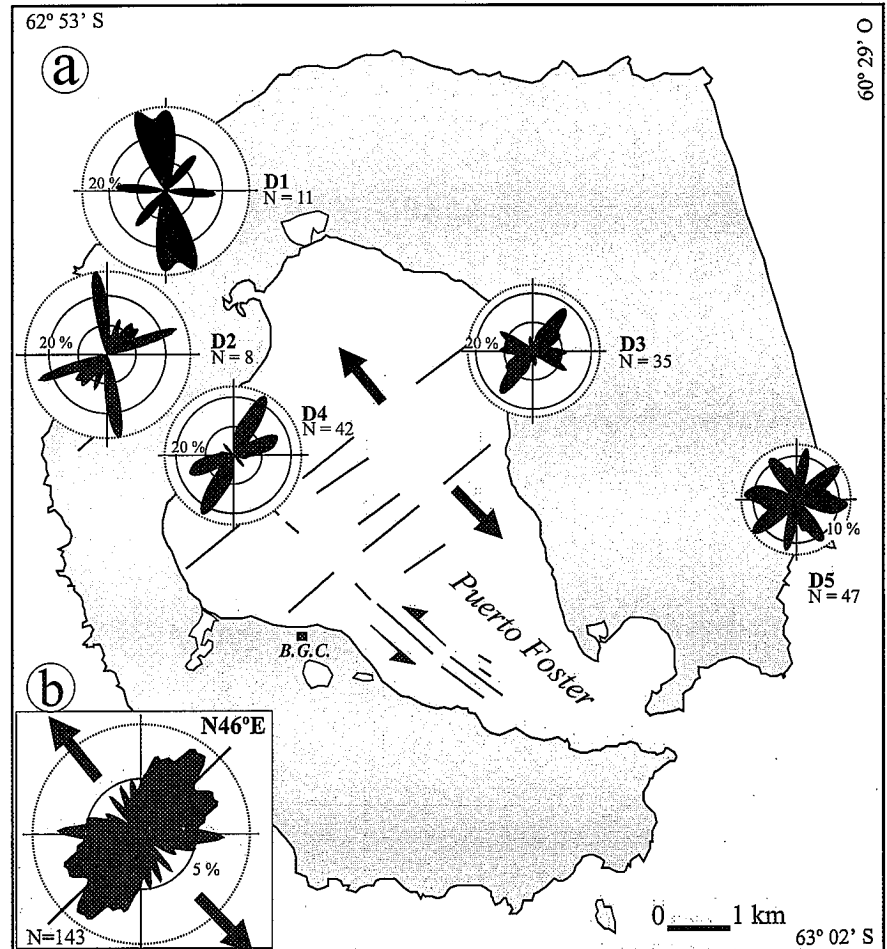 62° 53' S
60° 29' O
a
20 %
D1
N = 11
20 %
D2
N = 8
20 %
D3
N = 35
20 %
D4
N = 42
10 %
D5
N = 47
Puerto Foster
B.G.C.
b
N46°E
5 %
N=143
0 1 km
63° 02' S